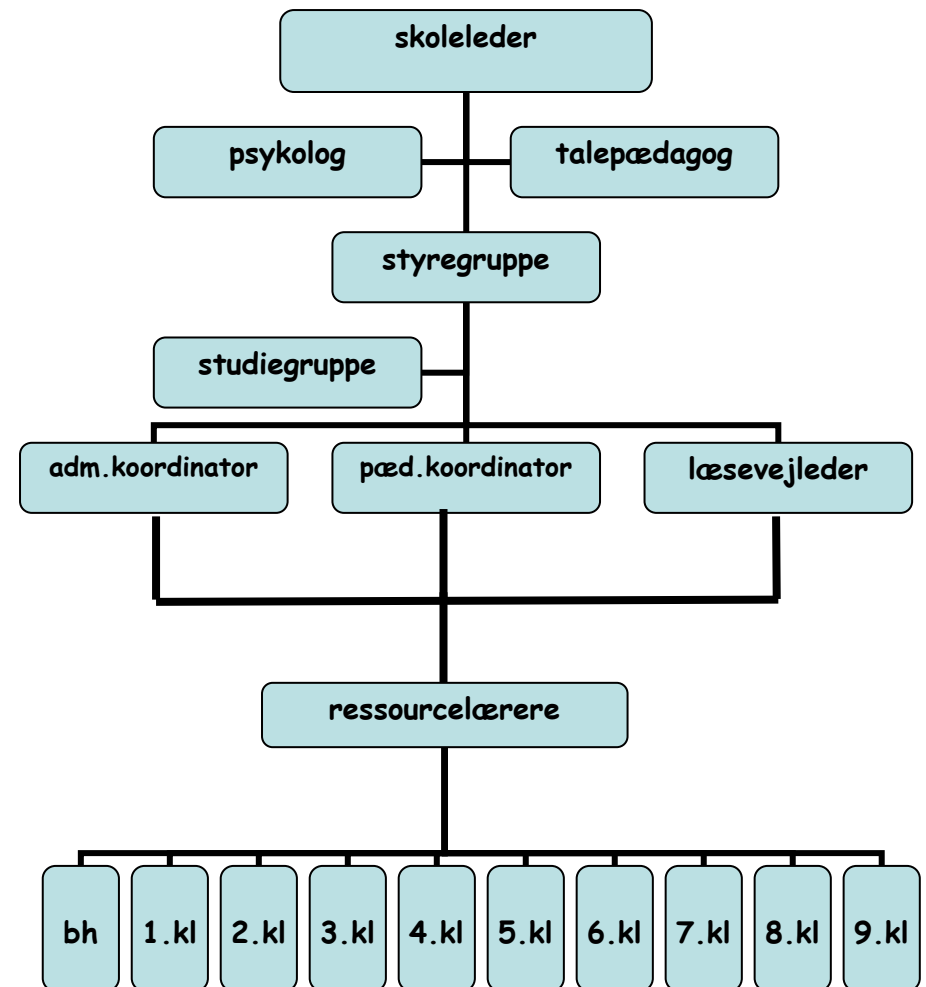 skoleleder
psykolog
talepædagog
styregruppe
studiegruppe
adm.koordinator
pæd.koordinator
læsevejleder
ressourcelærere
bh
1.kl
2.kl
3.kl
4.kl
5.kl
6.kl
7.kl
8.kl
9.kl